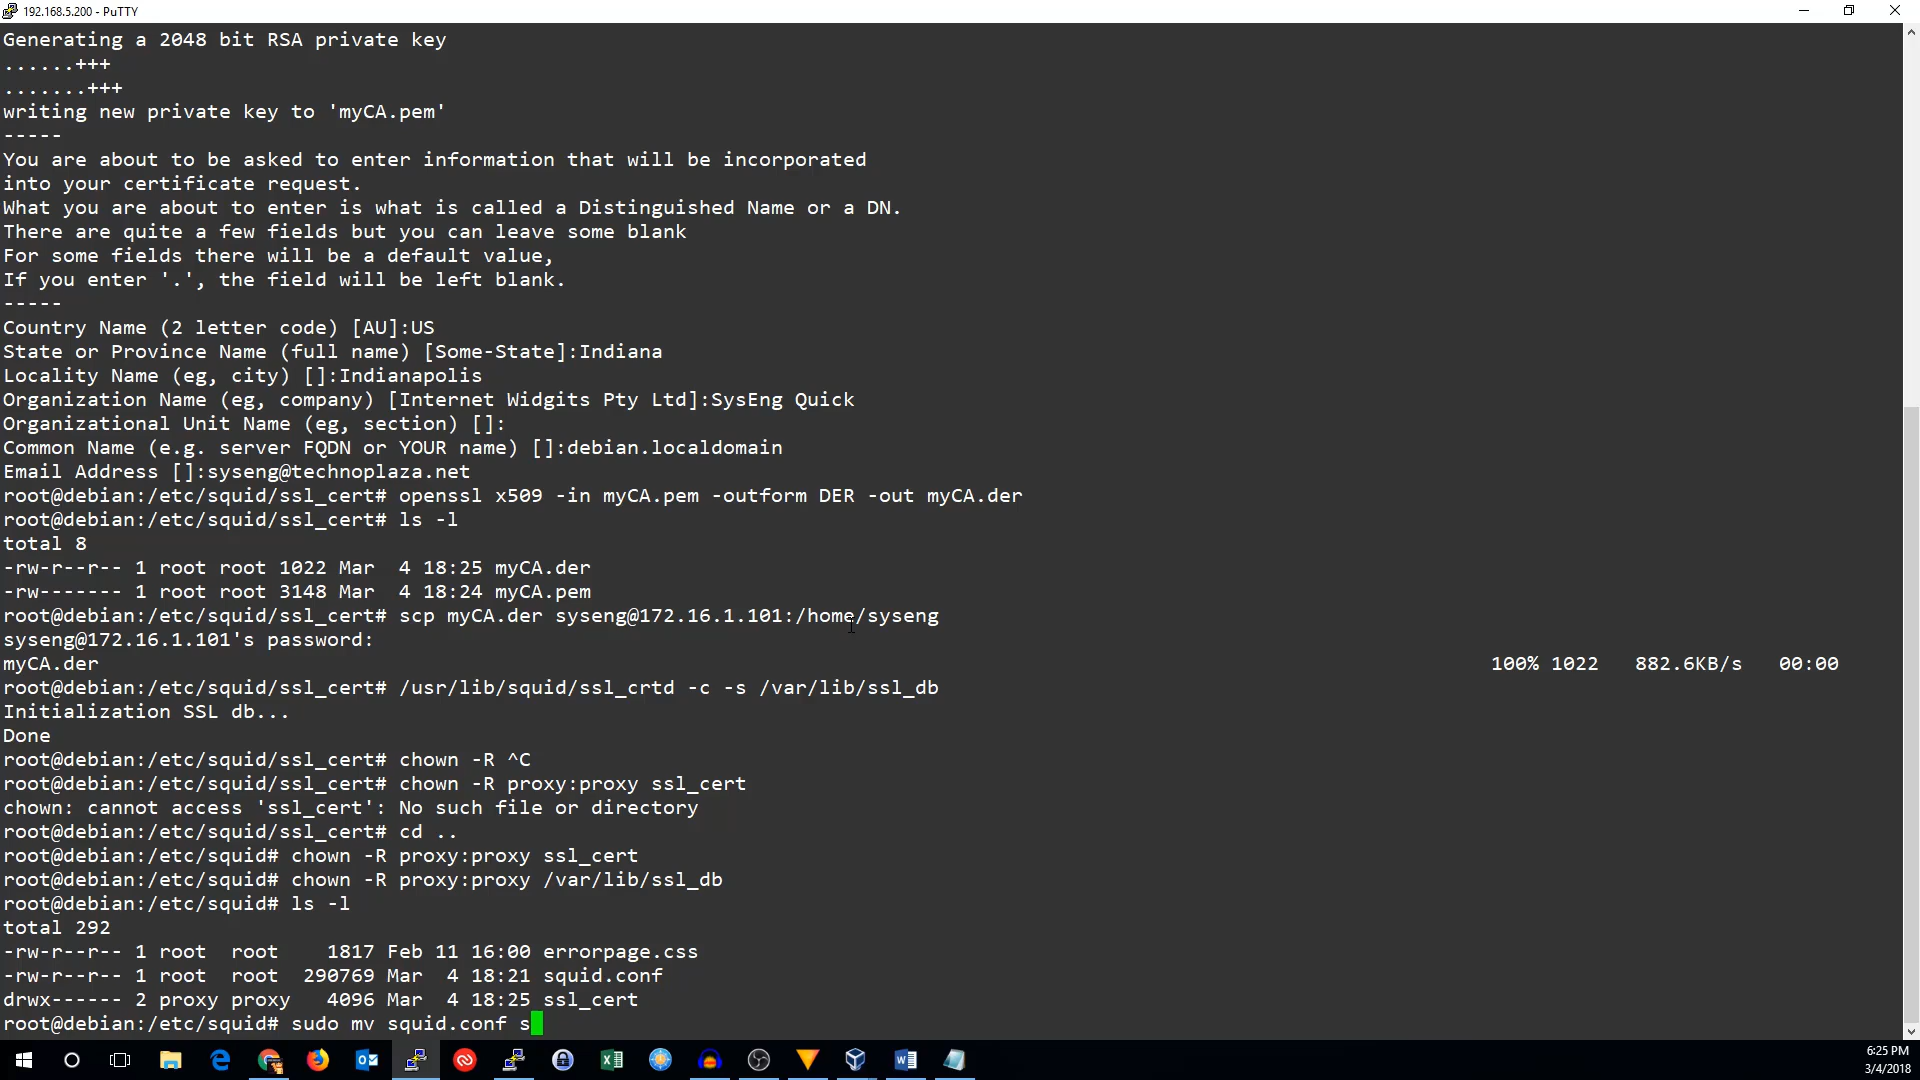 192.168.5.200 - PuTTY
Generating a 2048 bit RSA private key
......+++
.......+++
writing new private key to 'myCA.pem'
-----
You are about to be asked to enter information that will be incorporated
into your certificate request.
What you are about to enter is what is called a Distinguished Name or a DN.
There are quite a few fields but you can leave some blank
For some fields there will be a default value,
If you enter '.', the field will be left blank.
-----
Country Name (2 letter code) [AU]:US
State or Province Name (full name) [Some-State]:Indiana
Locality Name (eg, city) []:Indianapolis
Organization Name (eg, company) [Internet Widgits Pty Ltd]:SysEng Quick
Organizational Unit Name (eg, section) []:
Common Name (e.g. server FQDN or YOUR name) []:debian.localdomain
Email Address []:syseng@technoplaza.net
root@debian:/etc/squid/ssl_cert# openssl x509 -in myCA.pem -outform DER -out myCA.der
root@debian:/etc/squid/ssl_cert# ls -l
total 8
-rw-r--r-- 1 root root 1022 Mar  4 18:25 myCA.der
-rw------- 1 root root 3148 Mar  4 18:24 myCA.pem
root@debian:/etc/squid/ssl_cert# scp myCA.der syseng@172.16.1.101:/home/syseng
syseng@172.16.1.101's password:
myCA.der 100% 1022 882.6KB/s 00:00
root@debian:/etc/squid/ssl_cert# /usr/lib/squid/ssl_crtd -c -s /var/lib/ssl_db
Initialization SSL db...
Done
root@debian:/etc/squid/ssl_cert# chown -R ^C
root@debian:/etc/squid/ssl_cert# chown -R proxy:proxy ssl_cert
chown: cannot access 'ssl_cert': No such file or directory
root@debian:/etc/squid/ssl_cert# cd ..
root@debian:/etc/squid# chown -R proxy:proxy ssl_cert
root@debian:/etc/squid# chown -R proxy:proxy /var/lib/ssl_db
root@debian:/etc/squid# ls -l
total 292
-rw-r--r-- 1 root  root    1817 Feb 11 16:00 errorpage.css
-rw-r--r-- 1 root  root  290769 Mar  4 18:21 squid.conf
drwx------ 2 proxy proxy   4096 Mar  4 18:25 ssl_cert
root@debian:/etc/squid# sudo mv squid.conf s
6:25 PM
3/4/2018